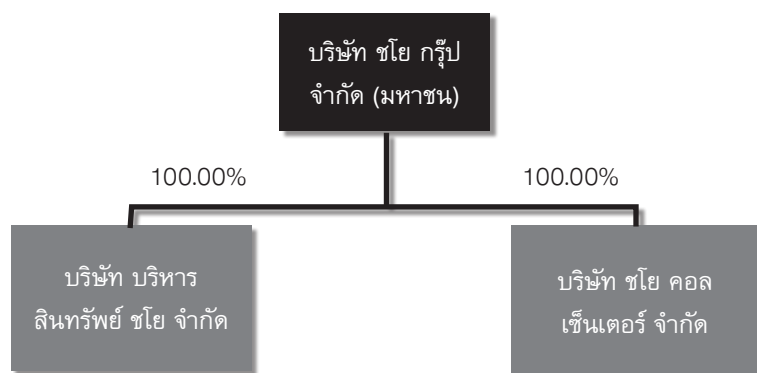 บริษัท ชโย กรุ๊ป
จำกัด (มหาชน)
100.00%
100.00%
บริษัท บริหาร
สินทรัพย์ ชโย จำกัด
บริษัท ชโย คอล
เซ็นเตอร์ จำกัด